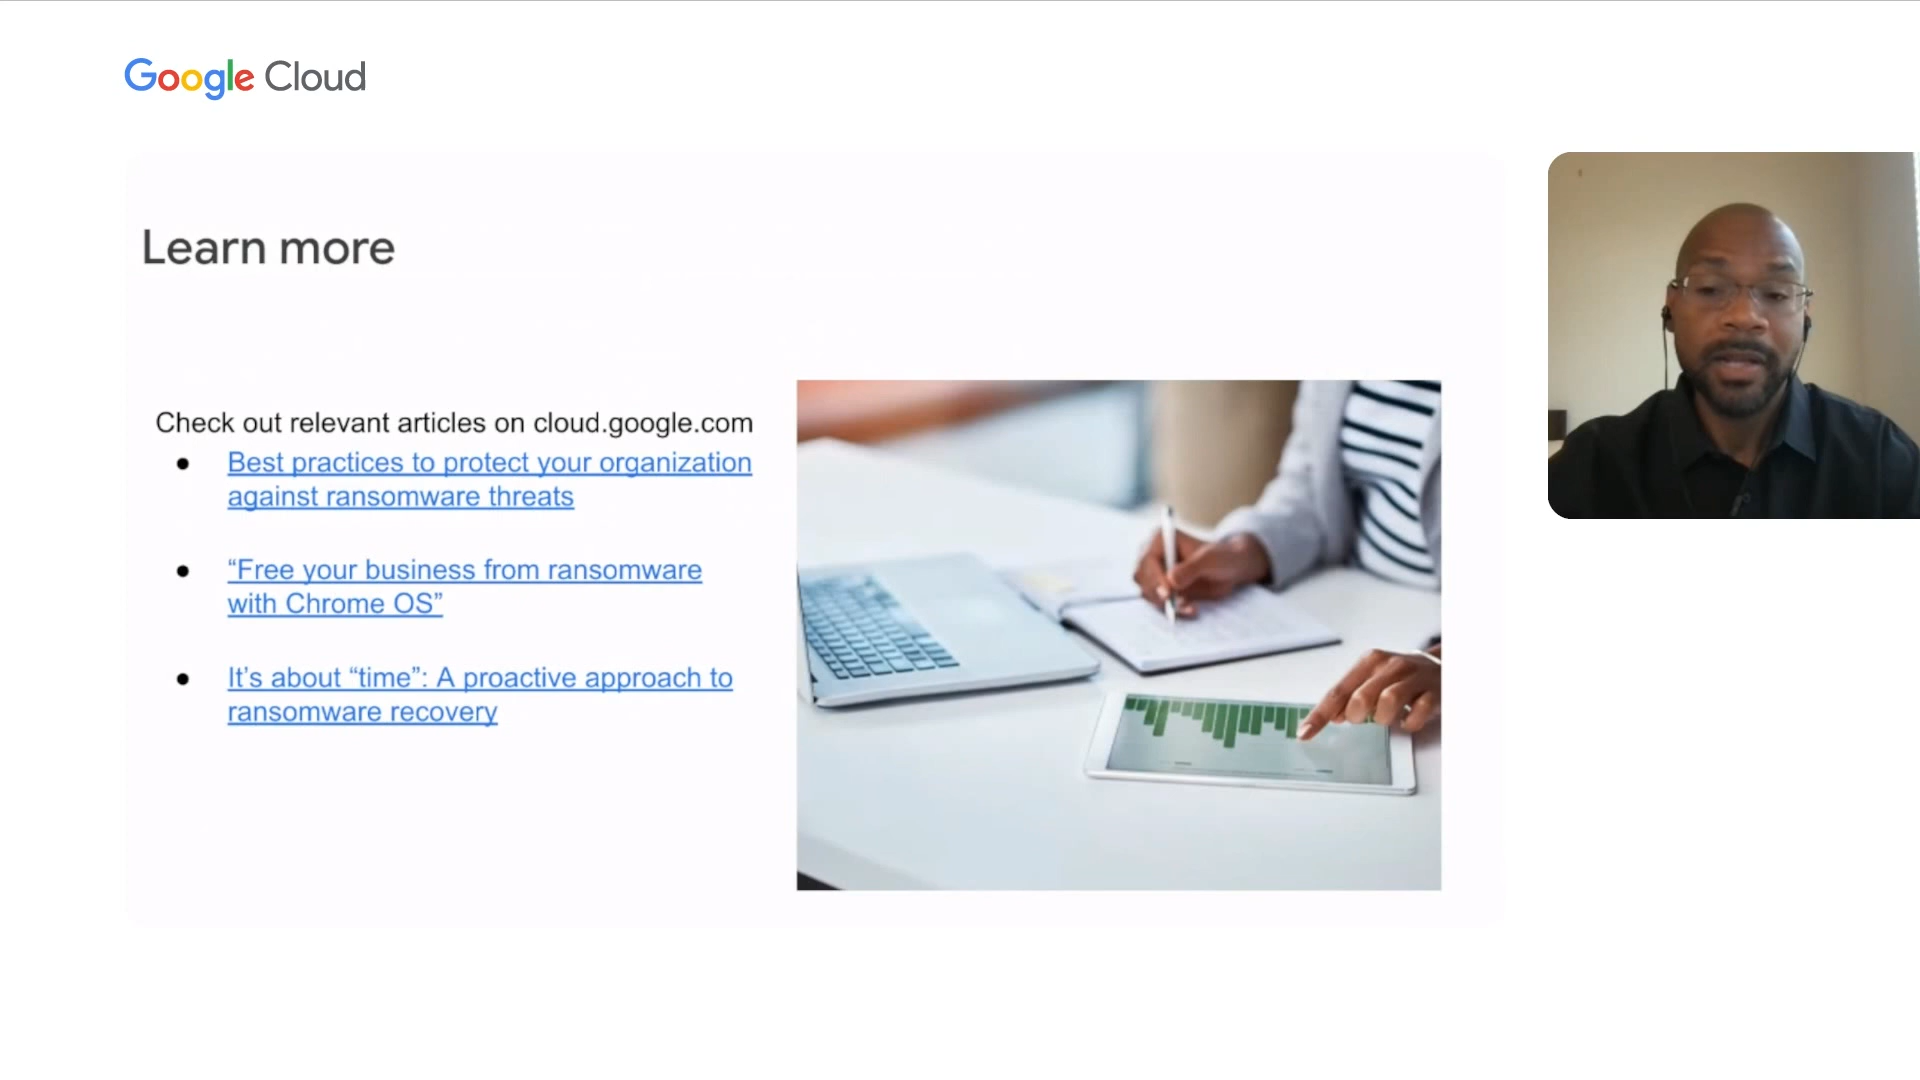 Google Cloud
Learn more
Check out relevant articles on cloud.google.com
● Best practices to protect your organization
against ransomware threats
● “Free your business from ransomware
with Chrome OS”
● It’s about “time”: A proactive approach to
ransomware recovery